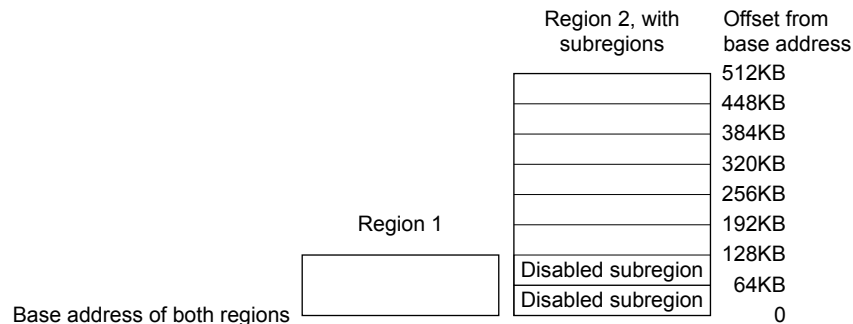 Region 2, with
subregions
Offset from
base address
512KB
448KB
384KB
320KB
256KB
Region 1
192KB
128KB
Disabled subregion
64KB
Disabled subregion
Base address of both regions
0